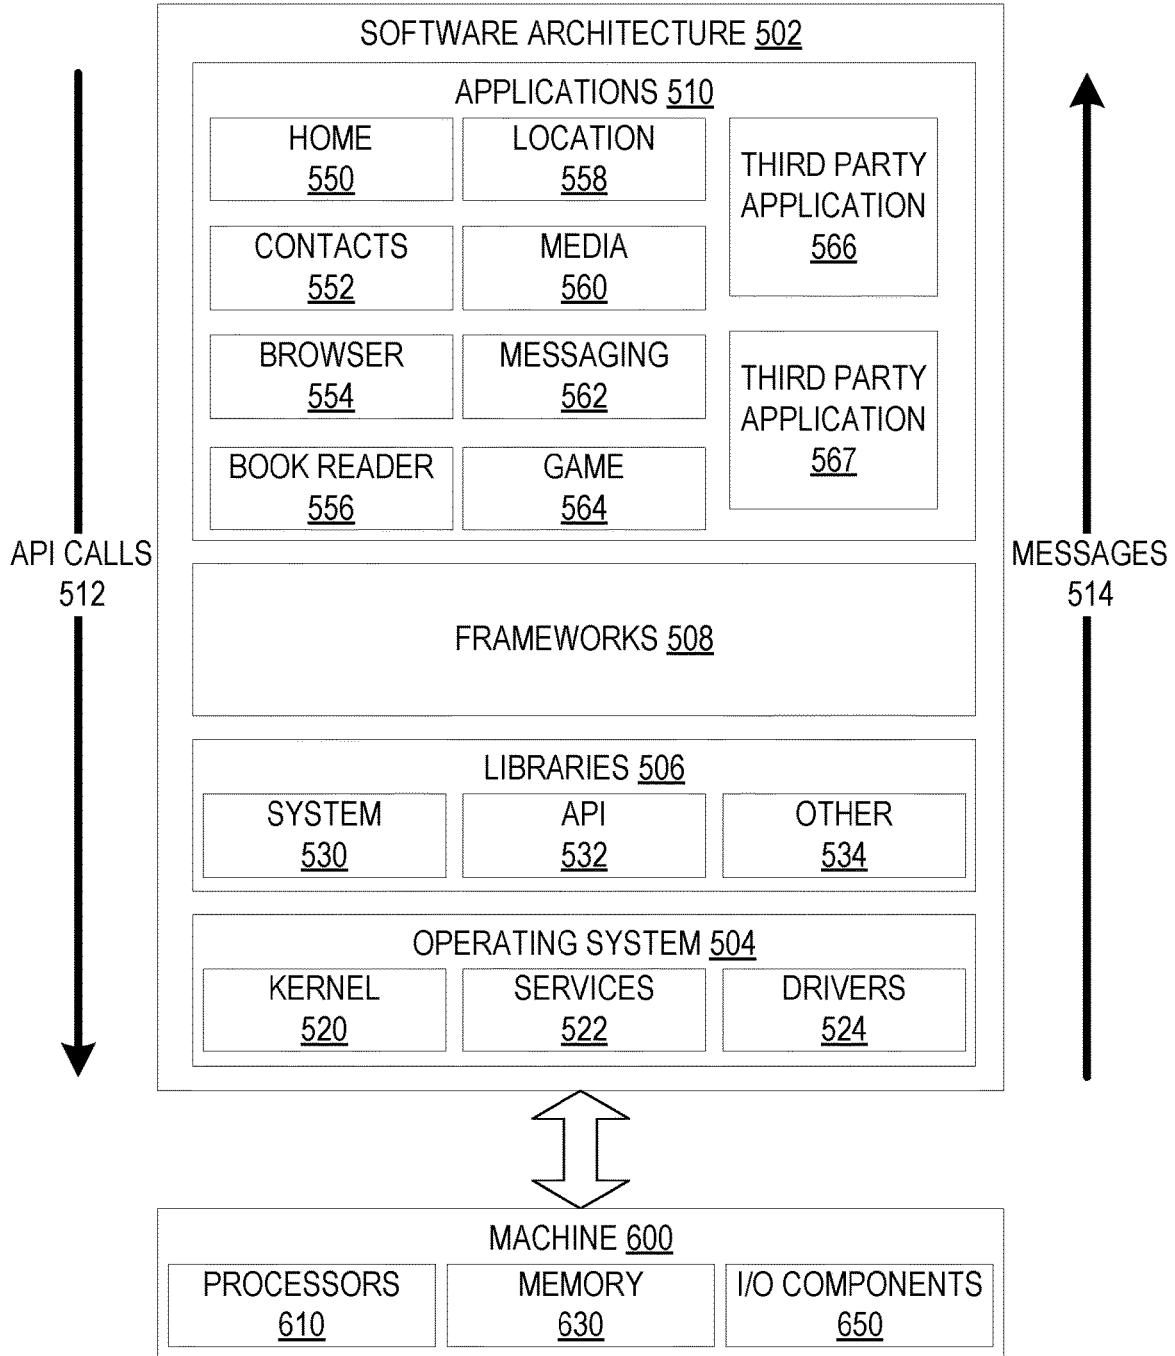 SOFTWARE ARCHITECTURE 502
APPLICATIONS 510
HOME
550
LOCATION
558
THIRD PARTY
APPLICATION
566
CONTACTS
552
MEDIA
560
BROWSER
554
MESSAGING
562
THIRD PARTY
APPLICATION
567
BOOK READER
556
GAME
564
API CALLS
512
MESSAGES
514
FRAMEWORKS 508
LIBRARIES 506
SYSTEM
530
API
532
OTHER
534
OPERATING SYSTEM 504
KERNEL
520
SERVICES
522
DRIVERS
524
MACHINE 600
PROCESSORS
610
MEMORY
630
I/O COMPONENTS
650